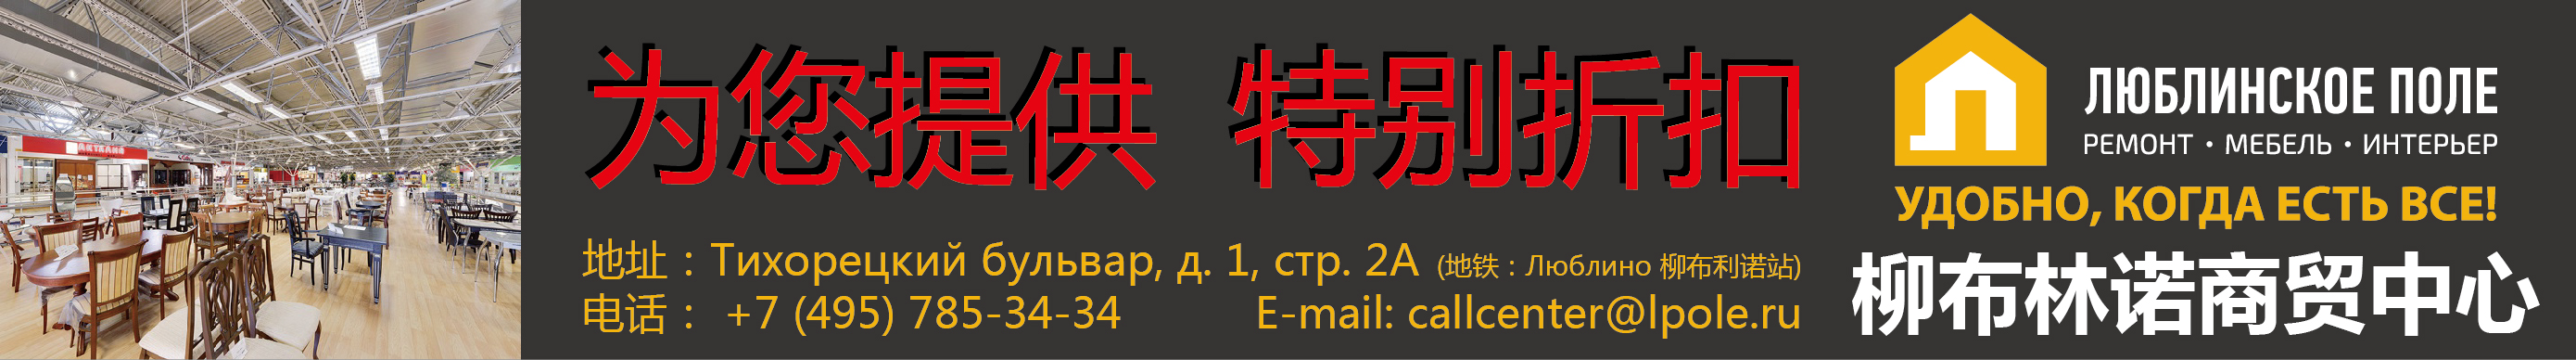 为您提供 特别折扣
地址：Тихорецкий бульвар, д. 1, стр. 2А (地铁：Люблино 柳布利诺站)
电话： +7 (495) 785-34-34 E-mail: callcenter@lpole.ru
ЛЮБЛИНСКОЕ ПОЛЕ
РЕМОНТ • МЕБЕЛЬ • ИНТЕРЬЕР
УДОБНО, КОГДА ЕСТЬ ВСЕ!
柳布林诺商贸中心